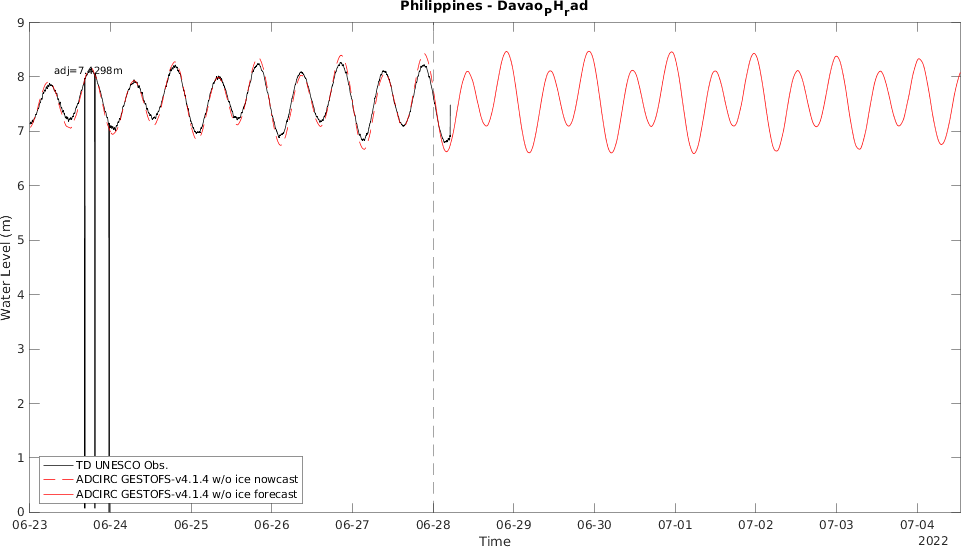 Philippines - DavaoPHrad
9
8
7
6
5
4
3
2
1
0
Water Level (m)
adj=7.4298m
TD UNESCO Obs.
ADCIRC GESTOFS-v4.1.4 w/o ice nowcast
ADCIRC GESTOFS-v4.1.4 w/o ice forecast
06-23 06-24 06-25 06-26 06-27 06-28 06-29 06-30 07-01 07-02 07-03 07-04
Time
2022